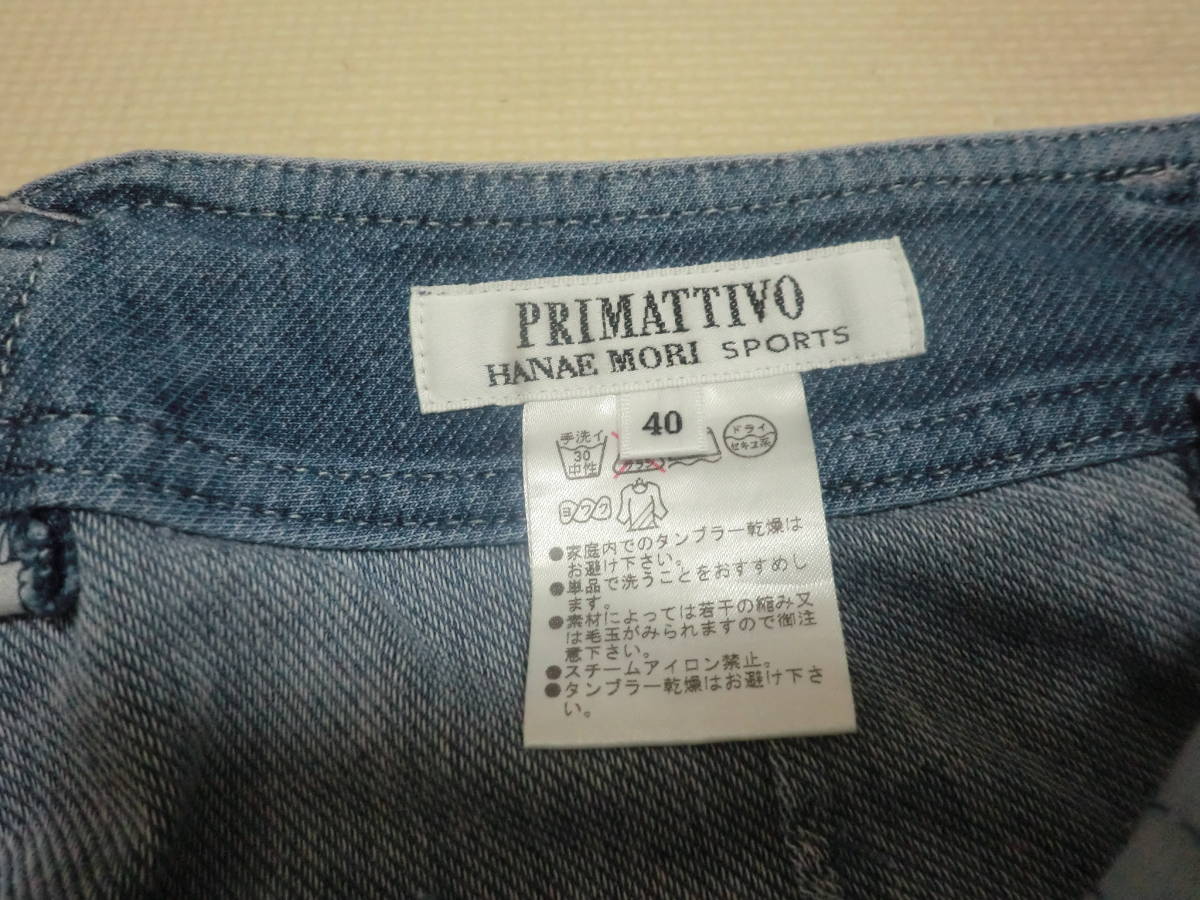 PRIMATTIVO
HANAE MORI SPORTS
40
手洗イ
30
中性
ドライ
セキユ系
ヨワク
●家庭内でのタンブラー乾燥は
お避け下さい。
●単品で洗うことをおすすめし
ます。
●素材によっては若干の縮み又
は毛玉がみられますので御注
意下さい。
●スチームアイロン禁止。
●タンブラー乾燥はお避け下さ
い。